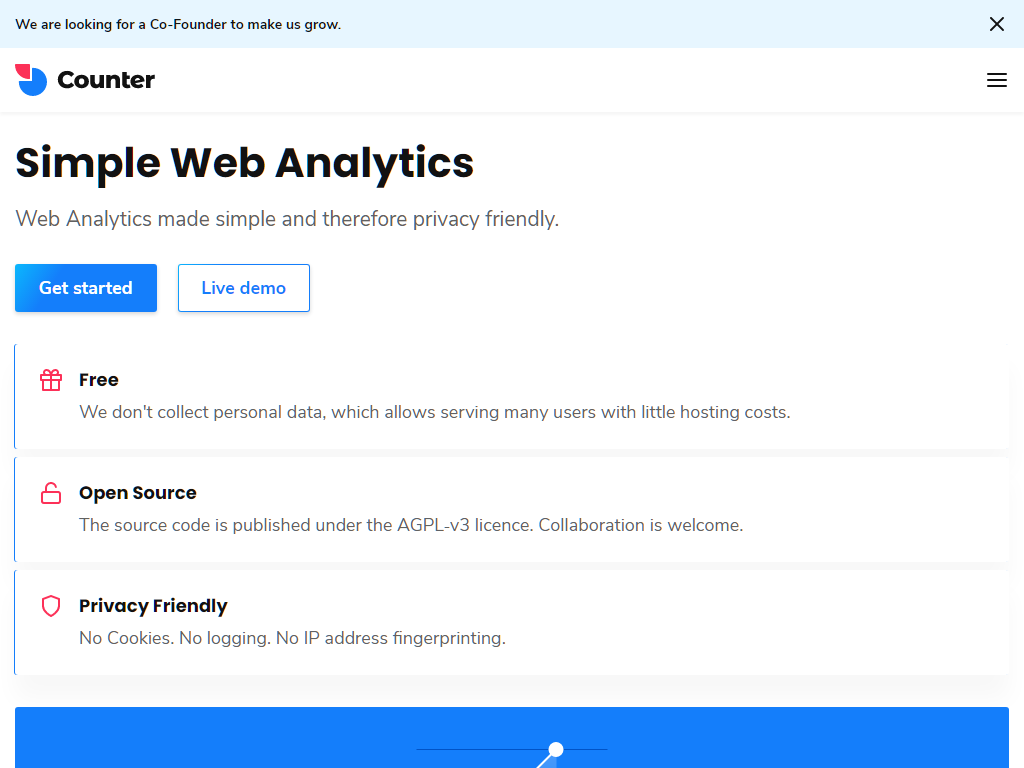 We are looking for a Co-Founder to make us grow.
Counter
Simple Web Analytics
Web Analytics made simple and therefore privacy friendly.
Get started
Live demo
Free
We don't collect personal data, which allows serving many users with little hosting costs.
Open Source
The source code is published under the AGPL-v3 licence. Collaboration is welcome.
Privacy Friendly
No Cookies. No logging. No IP address fingerprinting.